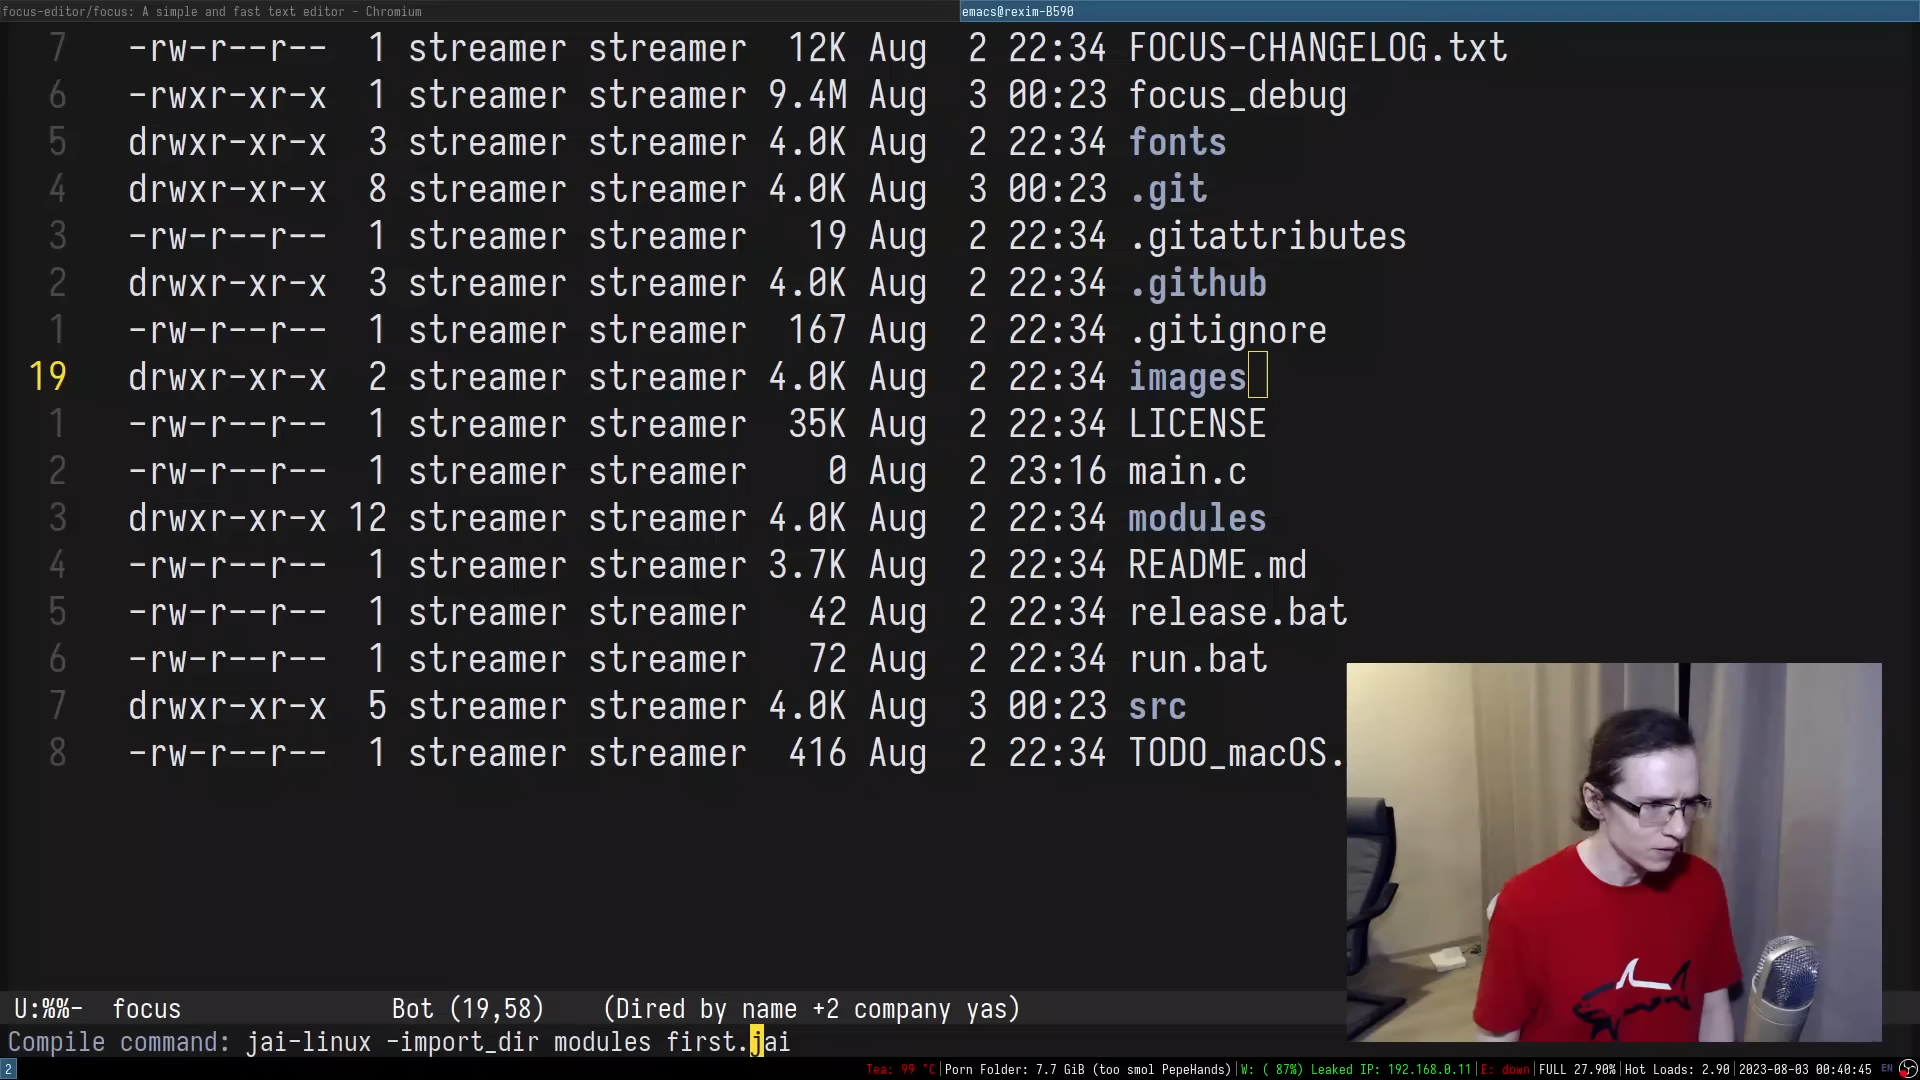 focus-editor/focus: A simple and fast text editor - Chromium
emacs@rexim-B590
7 -rw-r--r-- 1 streamer streamer 12K Aug 2 22:34 FOCUS-CHANGELOG.txt
6 -rwxr-xr-x 1 streamer streamer 9.4M Aug 3 00:23 focus_debug
5 drwxr-xr-x 3 streamer streamer 4.0K Aug 2 22:34 fonts
4 drwxr-xr-x 8 streamer streamer 4.0K Aug 3 00:23 .git
3 -rw-r--r-- 1 streamer streamer 19 Aug 2 22:34 .gitattributes
2 drwxr-xr-x 3 streamer streamer 4.0K Aug 2 22:34 .github
1 -rw-r--r-- 1 streamer streamer 167 Aug 2 22:34 .gitignore
19 drwxr-xr-x 2 streamer streamer 4.0K Aug 2 22:34 images
1 -rw-r--r-- 1 streamer streamer 35K Aug 2 22:34 LICENSE
2 -rw-r--r-- 1 streamer streamer 0 Aug 2 23:16 main.c
3 drwxr-xr-x 12 streamer streamer 4.0K Aug 2 22:34 modules
4 -rw-r--r-- 1 streamer streamer 3.7K Aug 2 22:34 README.md
5 -rw-r--r-- 1 streamer streamer 42 Aug 2 22:34 release.bat
6 -rw-r--r-- 1 streamer streamer 72 Aug 2 22:34 run.bat
7 drwxr-xr-x 5 streamer streamer 4.0K Aug 3 00:23 src
8 -rw-r--r-- 1 streamer streamer 416 Aug 2 22:34 TODO_macOS.
U:%%- focus Bot (19,58) (Dired by name +2 company yas)
Compile command: jai-linux -import_dir modules first.jai
2 Tea: 99 °C|Porn Folder: 7.7 GiB (too smol PepeHands)|W: ( 87%) Leaked IP: 192.168.0.11|E: down|FULL 27.90%|Hot Loads: 2.90|2023-08-03 00:40:45 EN